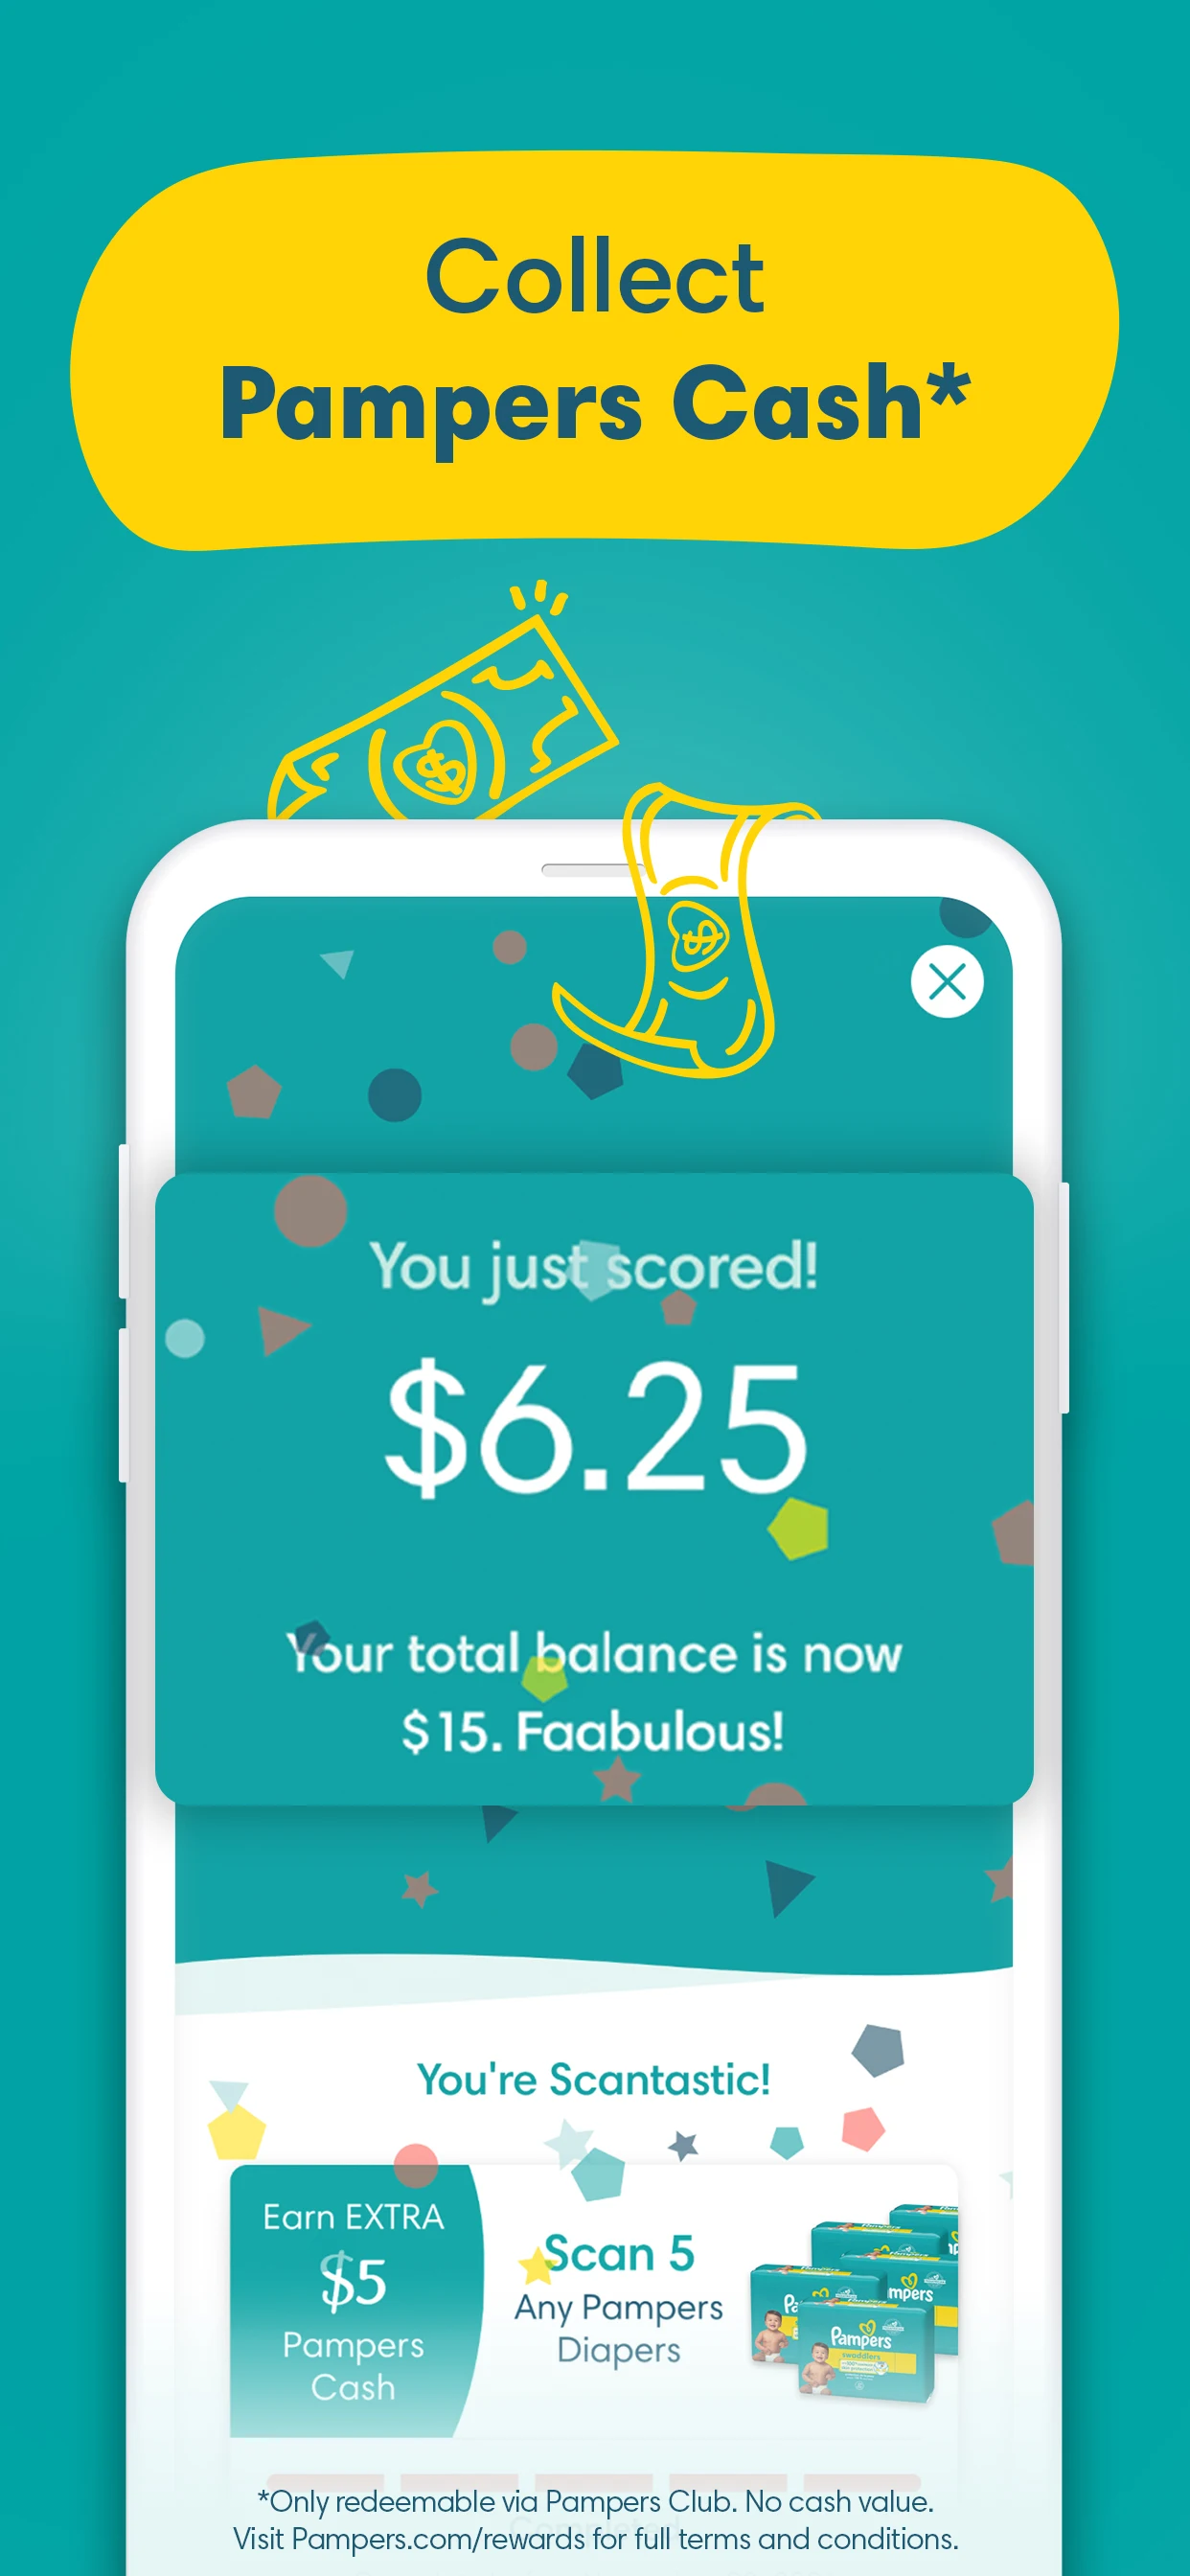 Collect
Pampers Cash*
You just scored!
$6.25
Your total balance is now
$15. Faabulous!
You're Scantastic!
Earn EXTRA
$5
Pampers
Cash
Scan 5
Any Pampers
Diapers
Pampers
swaddlers
*Only redeemable via Pampers Club. No cash value.
Visit Pampers.com/rewards for full terms and conditions.